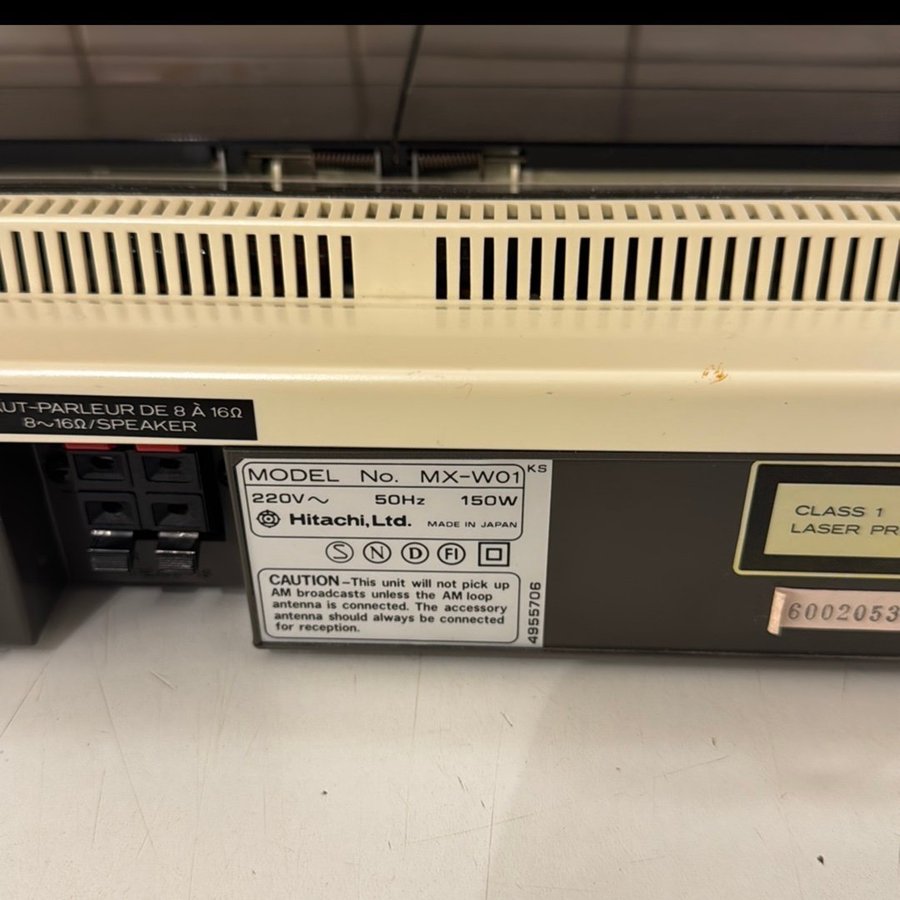 HAUT-PARLEUR DE 8 À 16Ω
8~16Ω/SPEAKER
MODEL No. MX-W01 KS
220V~ 50Hz 150W
Hitachi, Ltd. MADE IN JAPAN
S N D FI
CAUTION–This unit will not pick up
AM broadcasts unless the AM loop
antenna is connected. The accessory
antenna should always be connected
for reception.
4955706
CLASS 1
LASER PR
6002053